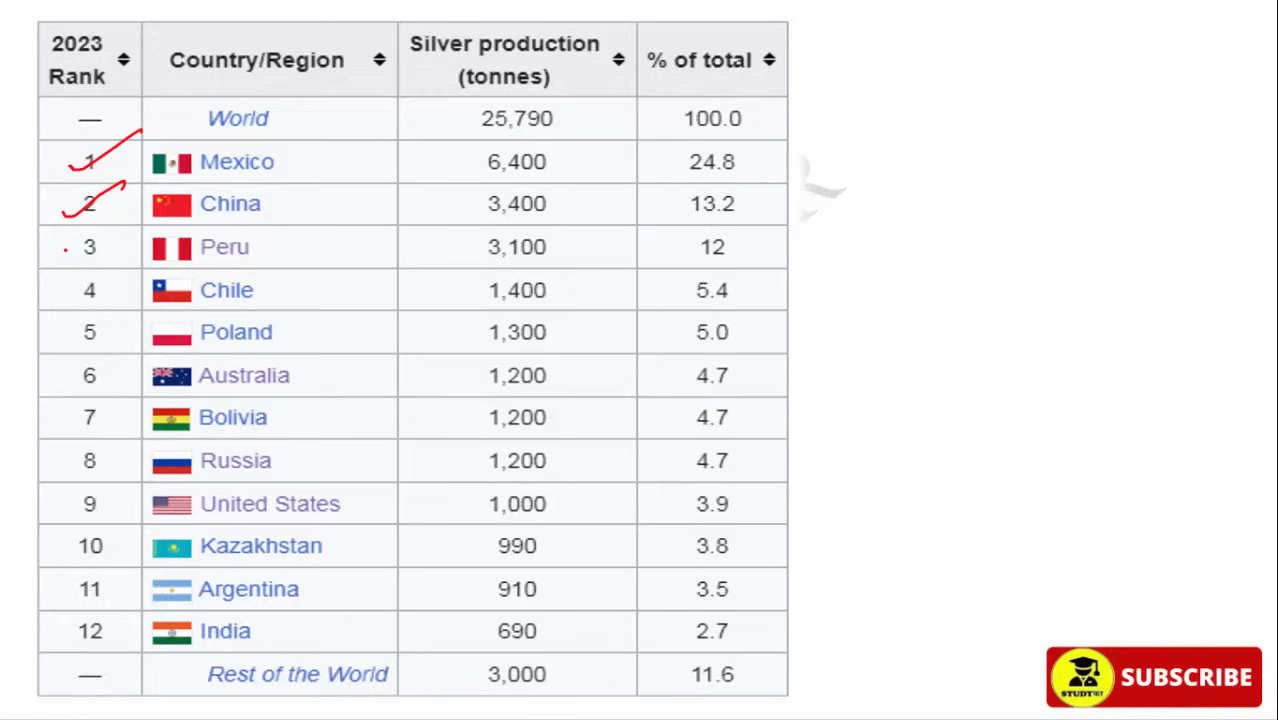 2023 Rank Country/Region Silver production (tonnes) % of total
— World 25,790 100.0
1 Mexico 6,400 24.8
2 China 3,400 13.2
3 Peru 3,100 12
4 Chile 1,400 5.4
5 Poland 1,300 5.0
6 Australia 1,200 4.7
7 Bolivia 1,200 4.7
8 Russia 1,200 4.7
9 United States 1,000 3.9
10 Kazakhstan 990 3.8
11 Argentina 910 3.5
12 India 690 2.7
— Rest of the World 3,000 11.6
SUBSCRIBE